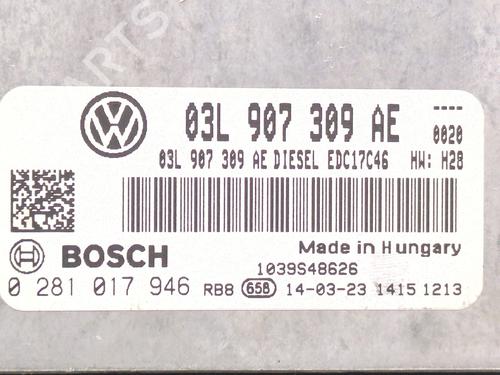 03L 907 309 AE
----
0020
03L 907 309 AE DIESEL EDC17C46 HW: H28
BOSCH
Made in Hungary
1039S48626
0 281 017 946 RB8 658 14-03-23 1415 1213
PARTS